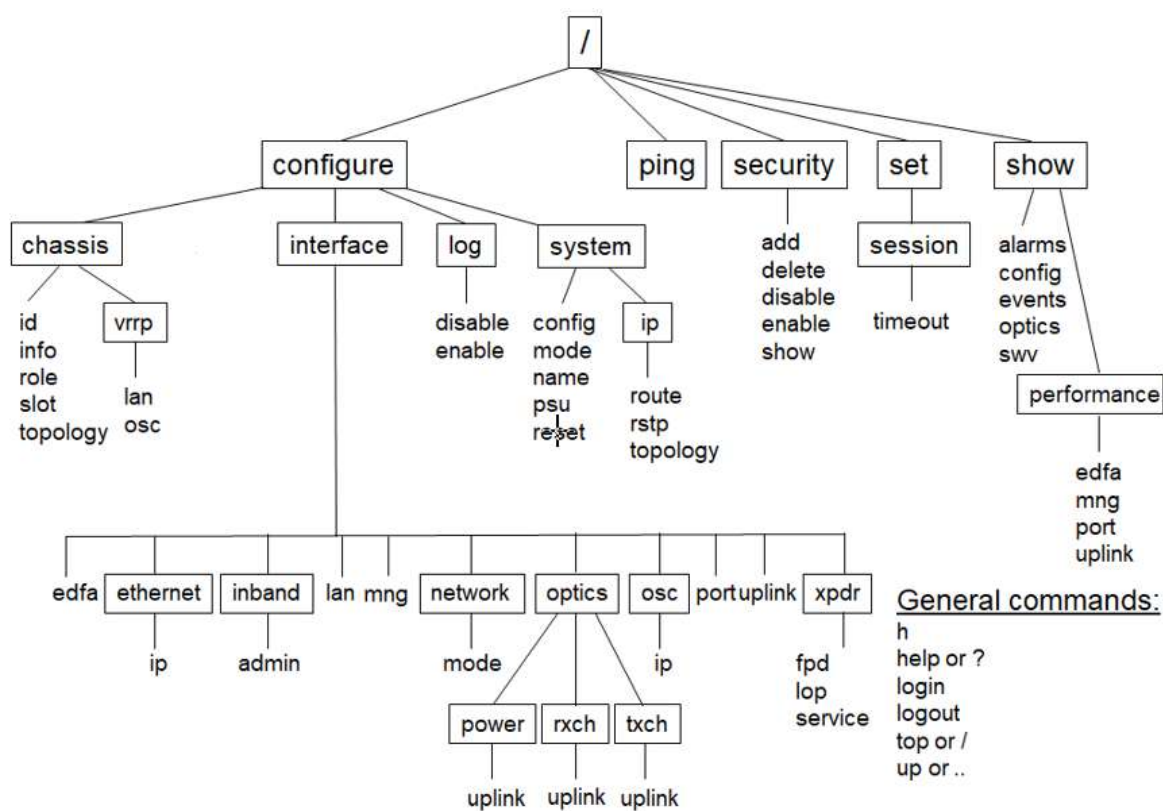 /
configure
ping
security
set
show
chassis
interface
log
system
add
delete
disable
enable
show
session
timeout
alarms
config
events
optics
swv
id
info
role
slot
topology
vrrp
lan
osc
disable
enable
config
mode
name
psu
reset
ip
route
rstp
topology
performance
edfa
mng
port
uplink
edfa
ethernet
inband
lan
mng
network
optics
osc
port
uplink
xpdr
ip
admin
mode
ip
fpd
lop
service
power
rxch
txch
uplink
uplink
uplink
General commands:
h
help or ?
login
logout
top or /
up or ..